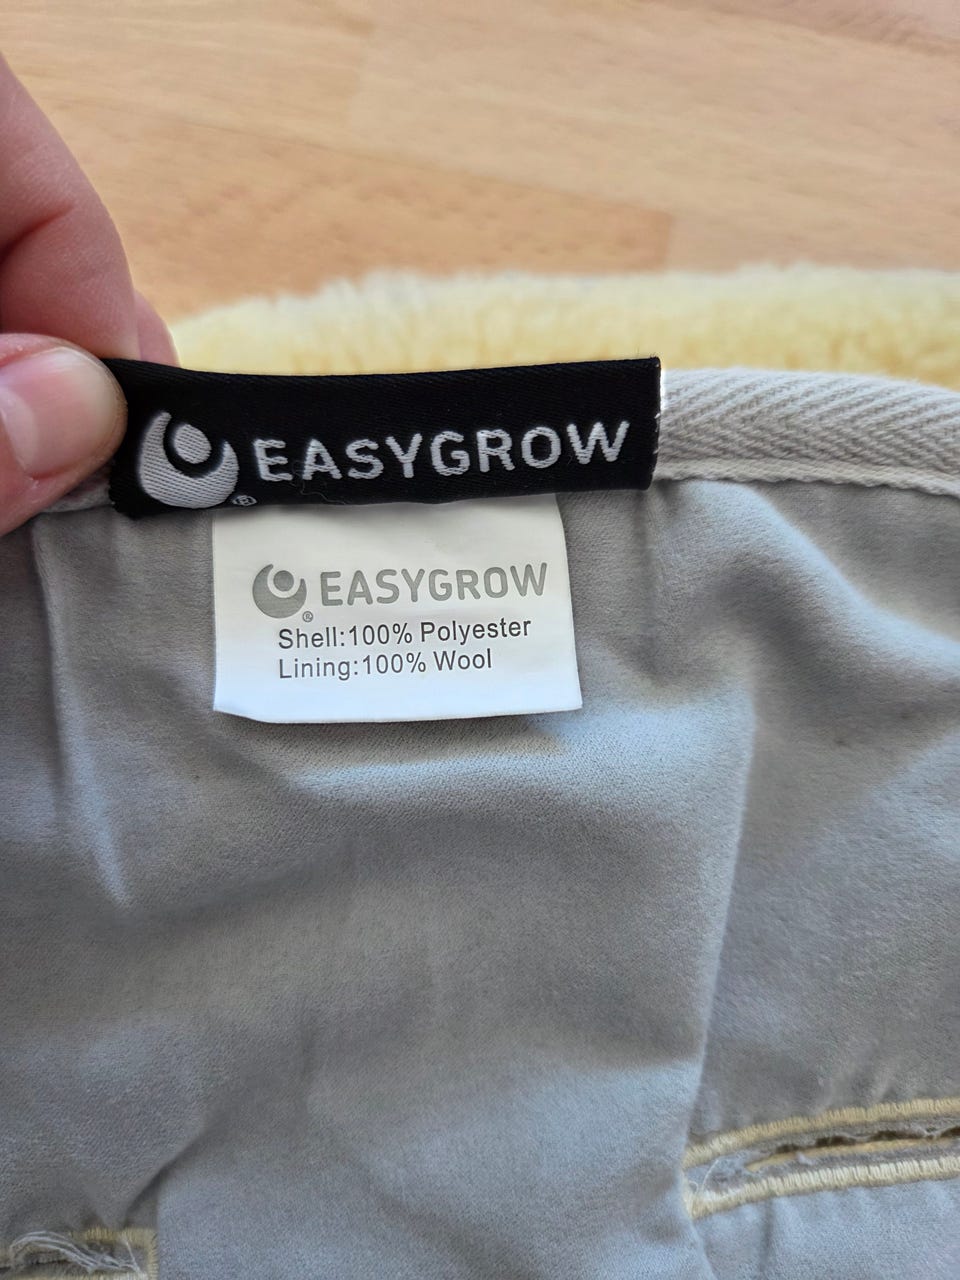 EASYGROW
®
EASYGROW
®
Shell:100% Polyester
Lining:100% Wool